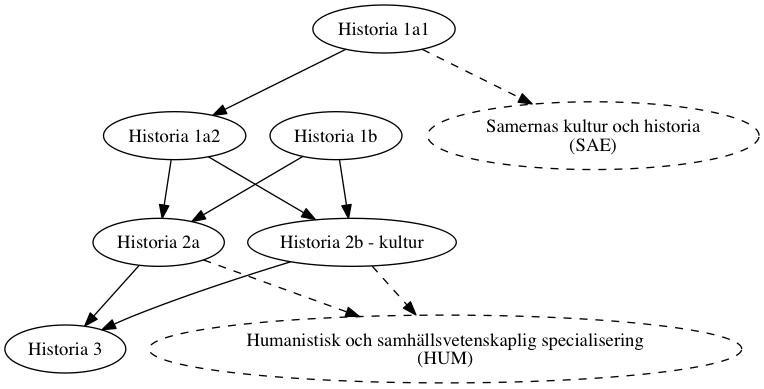 Historia 1a1
Historia 1a2
Historia 1b
Samernas kultur och historia
(SAE)
Historia 2a
Historia 2b - kultur
Historia 3
Humanistisk och samhällsvetenskaplig specialisering
(HUM)